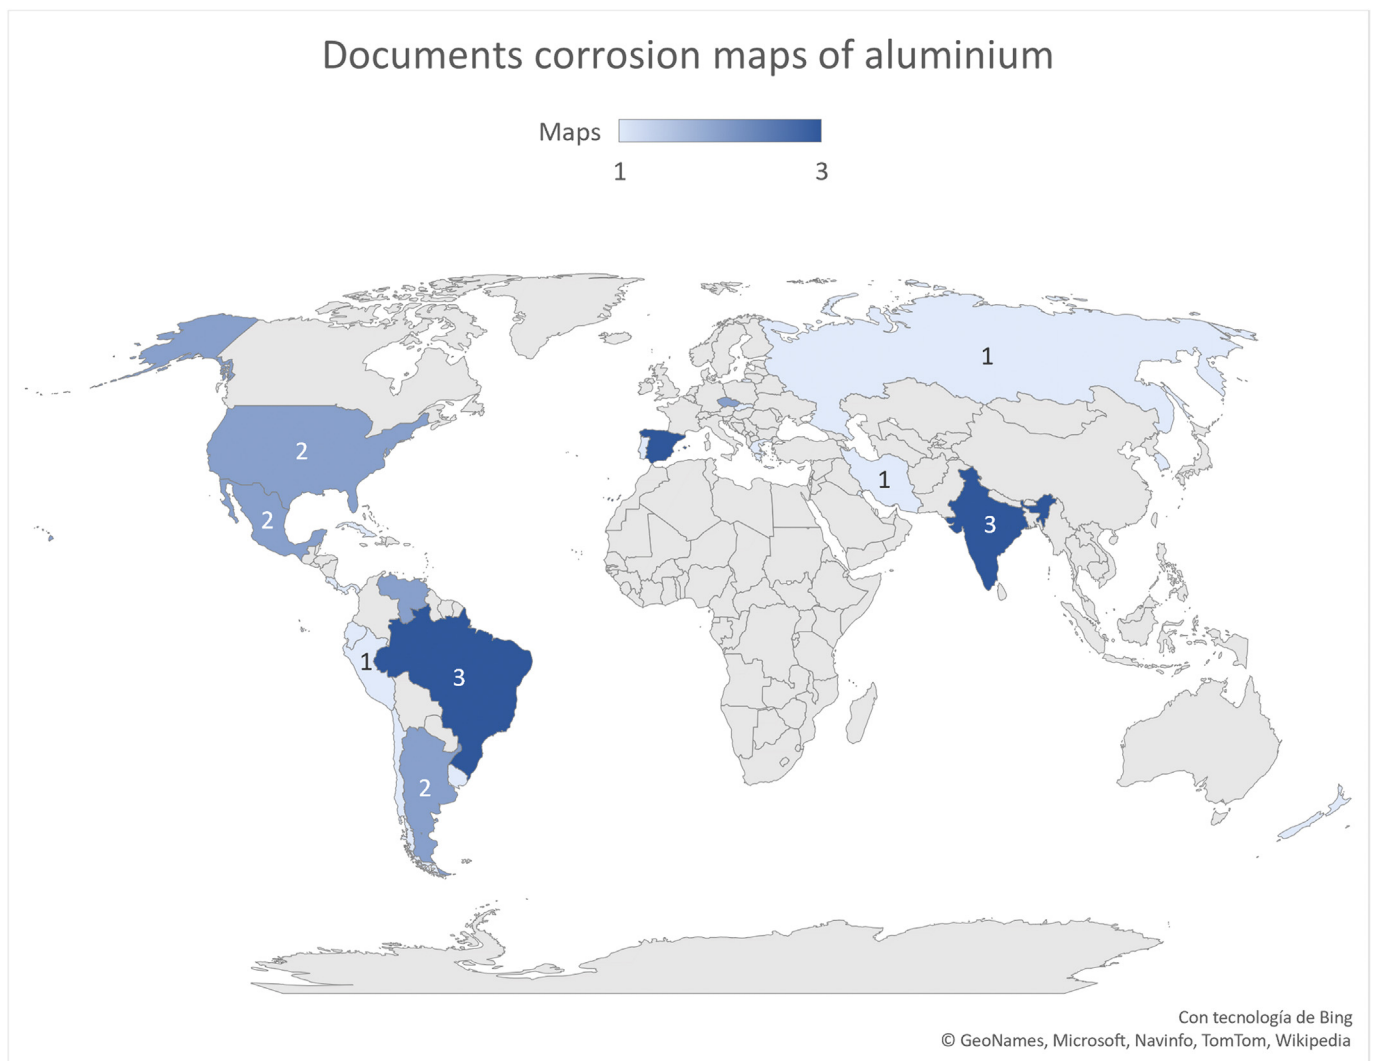 Documents corrosion maps of aluminium
Maps
1 3
1
2
1
2
3
1
3
2
Con tecnología de Bing
© GeoNames, Microsoft, Navinfo, TomTom, Wikipedia